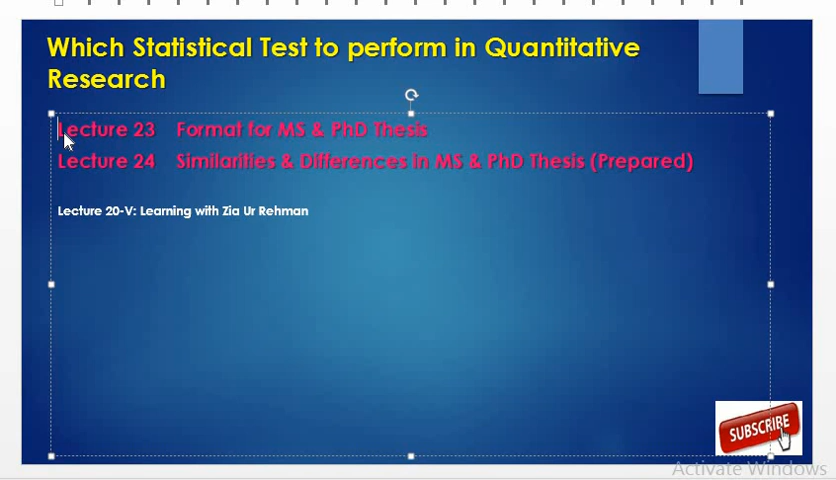 Which Statistical Test to perform in Quantitative
Research
Lecture 23 Format for MS & PhD Thesis
Lecture 24 Similarities & Differences in MS & PhD Thesis (Prepared)
Lecture 20-V: Learning with Zia Ur Rehman
SUBSCRIBE
Activate Windows